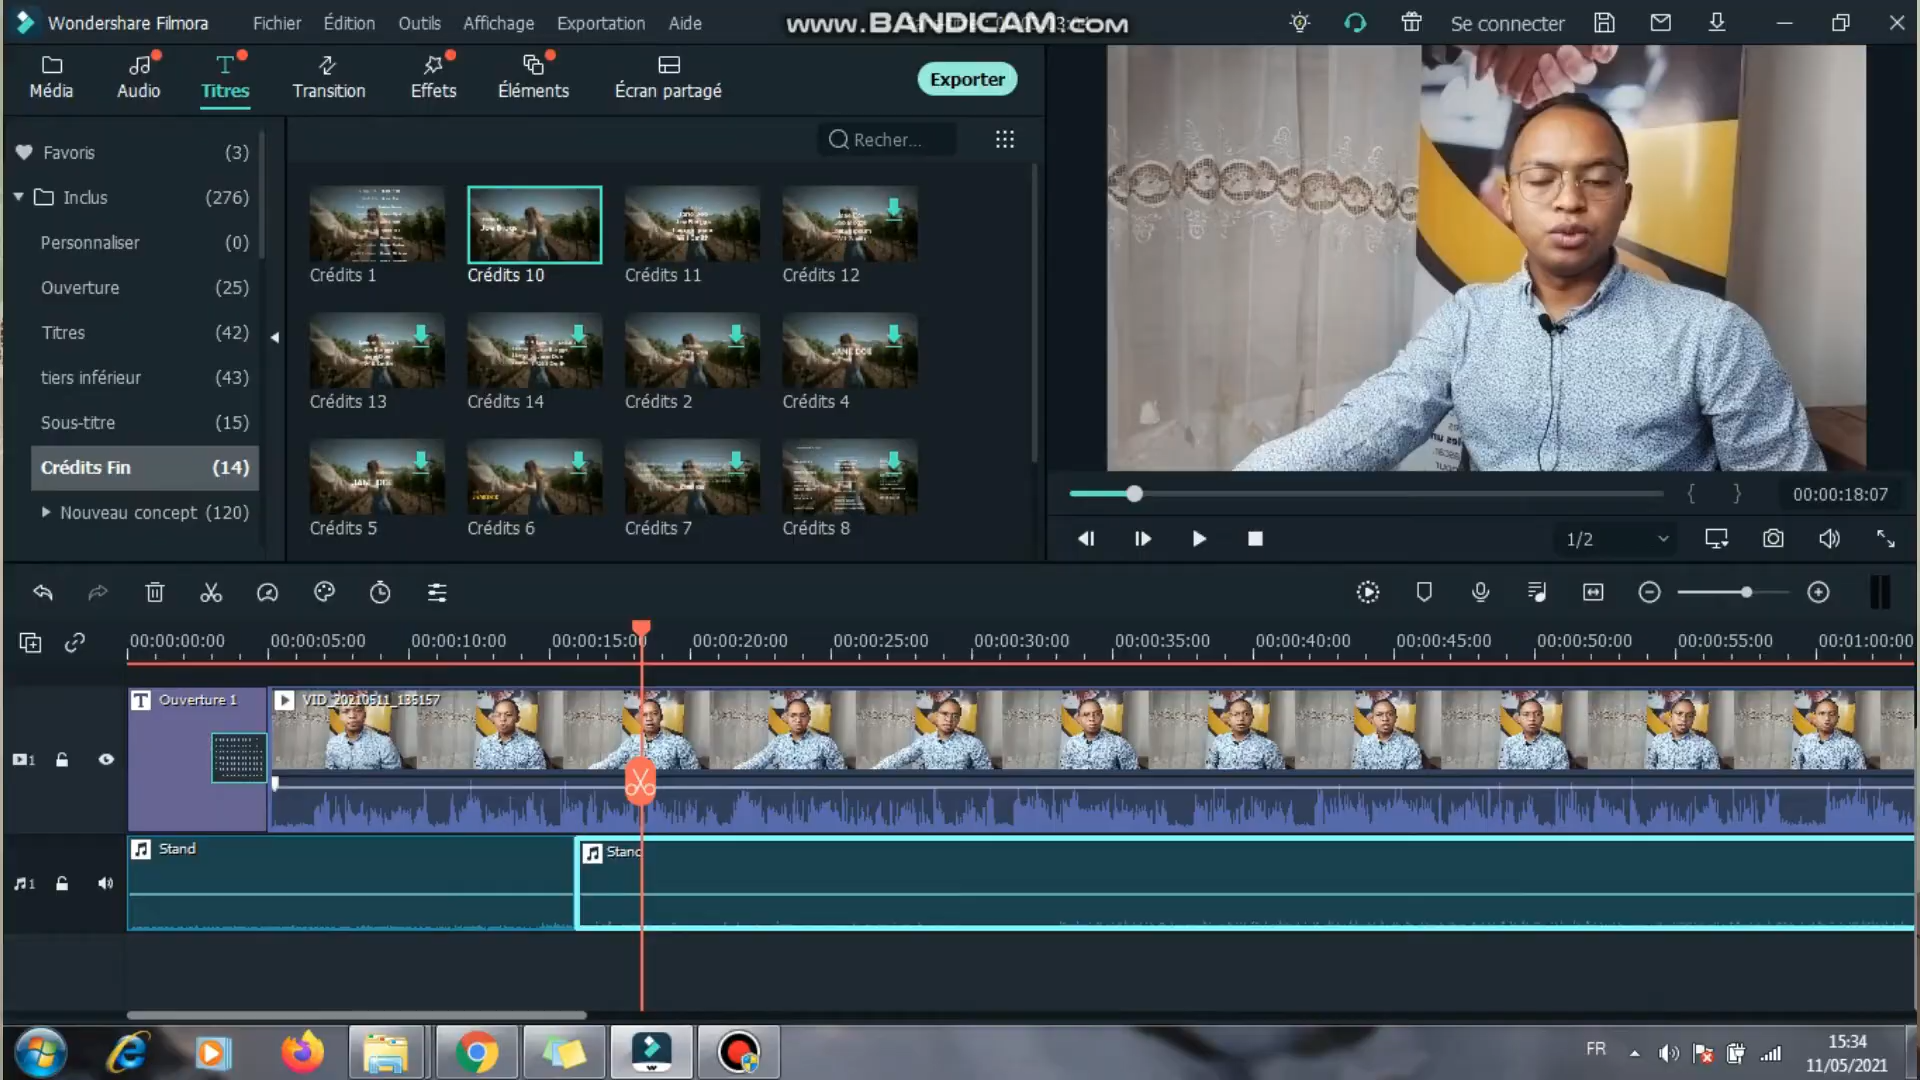 Wondershare Filmora
Fichier
Édition
Outils
Affichage
Exportation
Aide
www.BANDICAM.COM
Se connecter
Média
Audio
Titres
Transition
Effets
Éléments
Écran partagé
Exporter
Favoris (3)
Inclus (276)
Personnaliser (0)
Ouverture (25)
Titres (42)
tiers inférieur (43)
Sous-titre (15)
Crédits Fin (14)
Nouveau concept (120)
Recher...
Crédits 1
Crédits 10
Crédits 11
Crédits 12
Crédits 13
Crédits 14
Crédits 2
Crédits 4
JANE DOE
Crédits 5
Crédits 6
Crédits 7
Crédits 8
{ }
00:00:18:07
1/2
00:00:00:00
00:00:05:00
00:00:10:00
00:00:15:00
00:00:20:00
00:00:25:00
00:00:30:00
00:00:35:00
00:00:40:00
00:00:45:00
00:00:50:00
00:00:55:00
00:01:00:00
T Ouverture 1
VID_20210511_135157
1
Stand
Stand
1
FR
15:34
11/05/2021